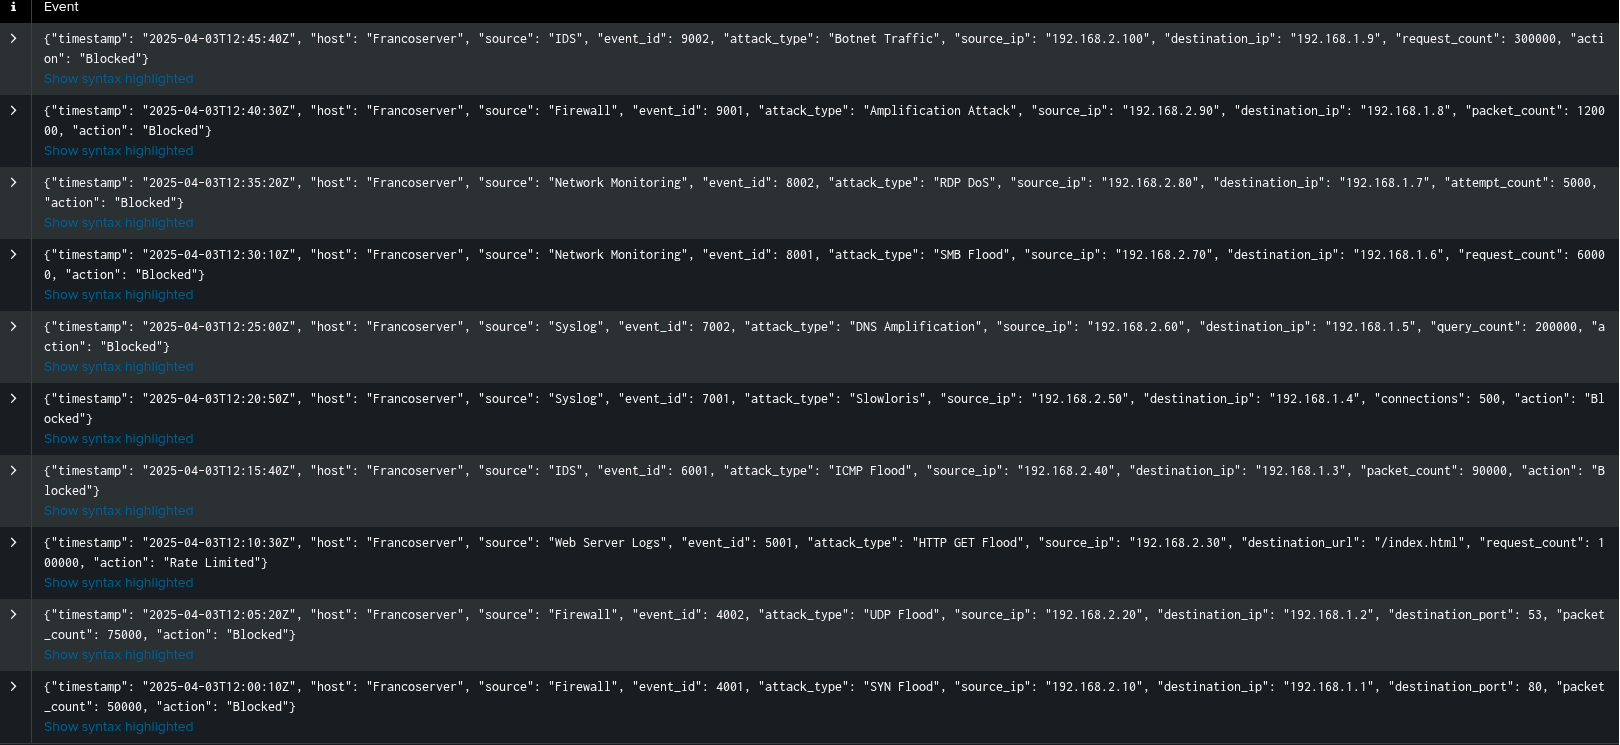 i Event
{"timestamp": "2025-04-03T12:45:40Z", "host": "Francoserver", "source": "IDS", "event_id": 9002, "attack_type": "Botnet Traffic", "source_ip": "192.168.2.100", "destination_ip": "192.168.1.9", "request_count": 300000, "acti
on": "Blocked"}
Show syntax highlighted
{"timestamp": "2025-04-03T12:40:30Z", "host": "Francoserver", "source": "Firewall", "event_id": 9001, "attack_type": "Amplification Attack", "source_ip": "192.168.2.90", "destination_ip": "192.168.1.8", "packet_count": 1200
00, "action": "Blocked"}
Show syntax highlighted
{"timestamp": "2025-04-03T12:35:20Z", "host": "Francoserver", "source": "Network Monitoring", "event_id": 8002, "attack_type": "RDP DoS", "source_ip": "192.168.2.80", "destination_ip": "192.168.1.7", "attempt_count": 5000,
"action": "Blocked"}
Show syntax highlighted
{"timestamp": "2025-04-03T12:30:10Z", "host": "Francoserver", "source": "Network Monitoring", "event_id": 8001, "attack_type": "SMB Flood", "source_ip": "192.168.2.70", "destination_ip": "192.168.1.6", "request_count": 6000
0, "action": "Blocked"}
Show syntax highlighted
{"timestamp": "2025-04-03T12:25:00Z", "host": "Francoserver", "source": "Syslog", "event_id": 7002, "attack_type": "DNS Amplification", "source_ip": "192.168.2.60", "destination_ip": "192.168.1.5", "query_count": 200000, "a
ction": "Blocked"}
Show syntax highlighted
{"timestamp": "2025-04-03T12:20:50Z", "host": "Francoserver", "source": "Syslog", "event_id": 7001, "attack_type": "Slowloris", "source_ip": "192.168.2.50", "destination_ip": "192.168.1.4", "connections": 500, "action": "Bl
ocked"}
Show syntax highlighted
{"timestamp": "2025-04-03T12:15:40Z", "host": "Francoserver", "source": "IDS", "event_id": 6001, "attack_type": "ICMP Flood", "source_ip": "192.168.2.40", "destination_ip": "192.168.1.3", "packet_count": 90000, "action": "B
locked"}
Show syntax highlighted
{"timestamp": "2025-04-03T12:10:30Z", "host": "Francoserver", "source": "Web Server Logs", "event_id": 5001, "attack_type": "HTTP GET Flood", "source_ip": "192.168.2.30", "destination_url": "/index.html", "request_count": 1
00000, "action": "Rate Limited"}
Show syntax highlighted
{"timestamp": "2025-04-03T12:05:20Z", "host": "Francoserver", "source": "Firewall", "event_id": 4002, "attack_type": "UDP Flood", "source_ip": "192.168.2.20", "destination_ip": "192.168.1.2", "destination_port": 53, "packet
_count": 75000, "action": "Blocked"}
Show syntax highlighted
{"timestamp": "2025-04-03T12:00:10Z", "host": "Francoserver", "source": "Firewall", "event_id": 4001, "attack_type": "SYN Flood", "source_ip": "192.168.2.10", "destination_ip": "192.168.1.1", "destination_port": 80, "packet
_count": 50000, "action": "Blocked"}
Show syntax highlighted